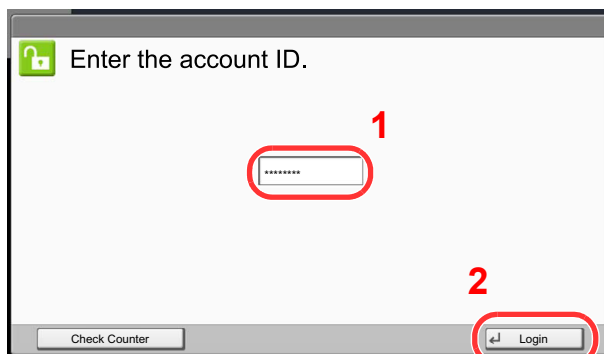 Enter the account ID.
1
********
2
Check Counter
Login